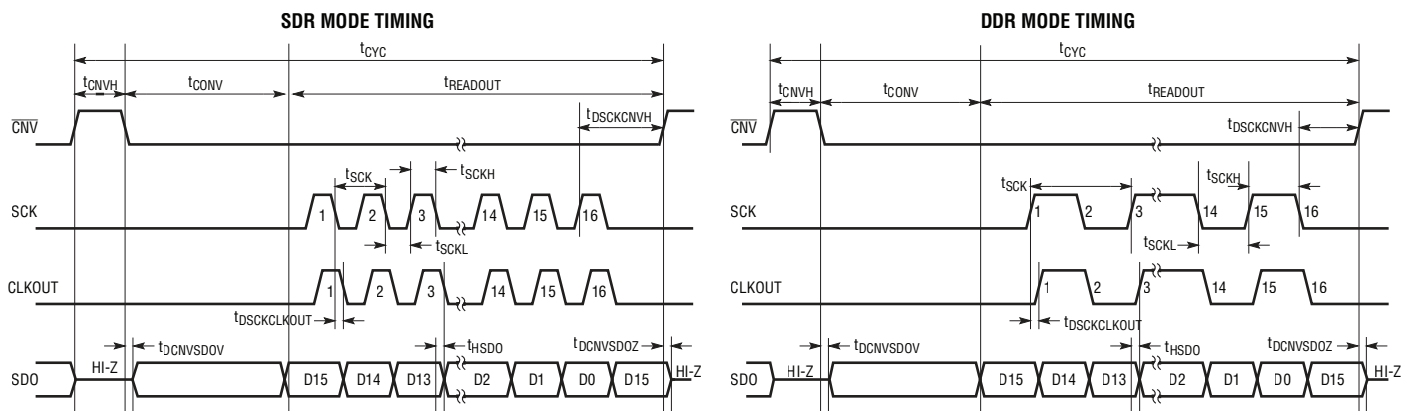 SDR MODE TIMING
DDR MODE TIMING
tCYC
tCNVH tCONV tREADOUT
tDSCKCNVH
CNV
tSCK tSCKH
SCK 1 2 3 14 15 16
tSCKL
CLKOUT 1 2 3 14 15 16
tDSCKCLKOUT
tDCNVSDOV tHSDO tDCNVSDOZ
SDO HI-Z D15 D14 D13 D2 D1 D0 D15 HI-Z
tCYC
tCNVH tCONV tREADOUT
tDSCKCNVH
CNV
tSCK tSCKH
SCK 1 2 3 14 15 16
tSCKL
CLKOUT 1 2 3 14 15 16
tDSCKCLKOUT
tDCNVSDOV tHSDO tDCNVSDOZ
SDO HI-Z D15 D14 D13 D2 D1 D0 D15 HI-Z